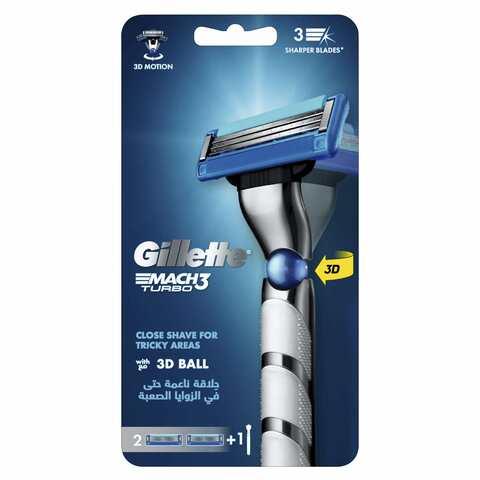 3D MOTION
3
SHARPER BLADES*
Gillette®
MACH3
TURBO
3D
CLOSE SHAVE FOR
TRICKY AREAS
with
مع
3D BALL
حلاقة ناعمة حتى
في الزوايا الصعبة
2 +1